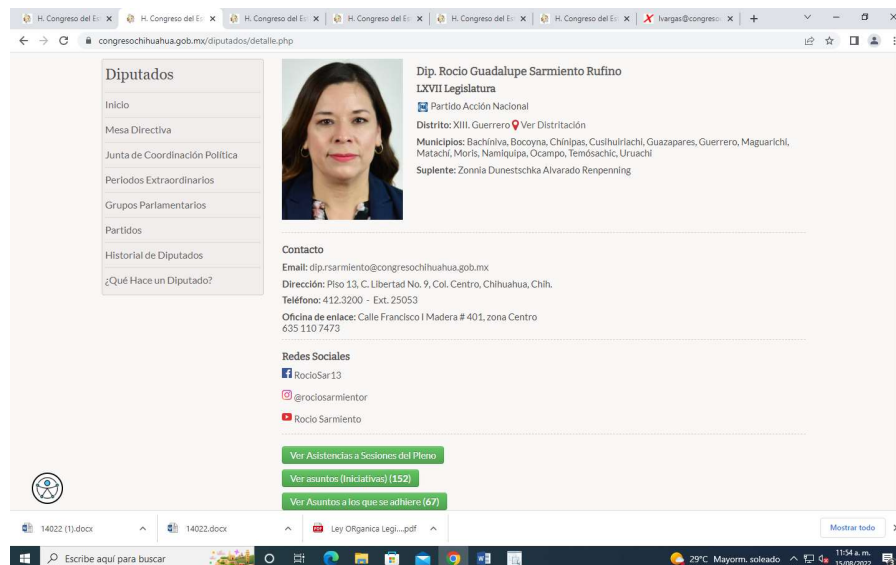 H. Congreso del Es
H. Congreso del Es
H. Congreso del Es
H. Congreso del Es
H. Congreso del Es
H. Congreso del Es
lvargas@congreso
congresochihuahua.gob.mx/diputados/detalle.php
Diputados
Inicio
Mesa Directiva
Junta de Coordinación Política
Periodos Extraordinarios
Grupos Parlamentarios
Partidos
Historial de Diputados
¿Qué Hace un Diputado?
Dip. Rocio Guadalupe Sarmiento Rufino
LXVII Legislatura
Partido Acción Nacional
Distrito: XIII. Guerrero Ver Distritación
Municipios: Bachíniva, Bocoyna, Chínipas, Cusihuiriachi, Guazapares, Guerrero, Maguarichi,
Matachí, Moris, Namiquipa, Ocampo, Temósachic, Uruachi
Suplente: Zonnia Dunestschka Alvarado Renpenning
Contacto
Email: dip.rsarmiento@congresochihuahua.gob.mx
Dirección: Piso 13, C. Libertad No. 9, Col. Centro, Chihuahua, Chih.
Teléfono: 412.3200 - Ext. 25053
Oficina de enlace: Calle Francisco I Madera # 401, zona Centro
635 110 7473
Redes Sociales
RocioSar13
@rociosarmientor
Rocio Sarmiento
Ver Asistencias a Sesiones del Pleno
Ver asuntos (Iniciativas) (152)
Ver Asuntos a los que se adhiere (67)
14022 (1).docx
14022.docx
Ley ORganica Legi....pdf
Mostrar todo
Escribe aquí para buscar
29°C Mayorm. soleado
11:54 a. m.
15/08/2022